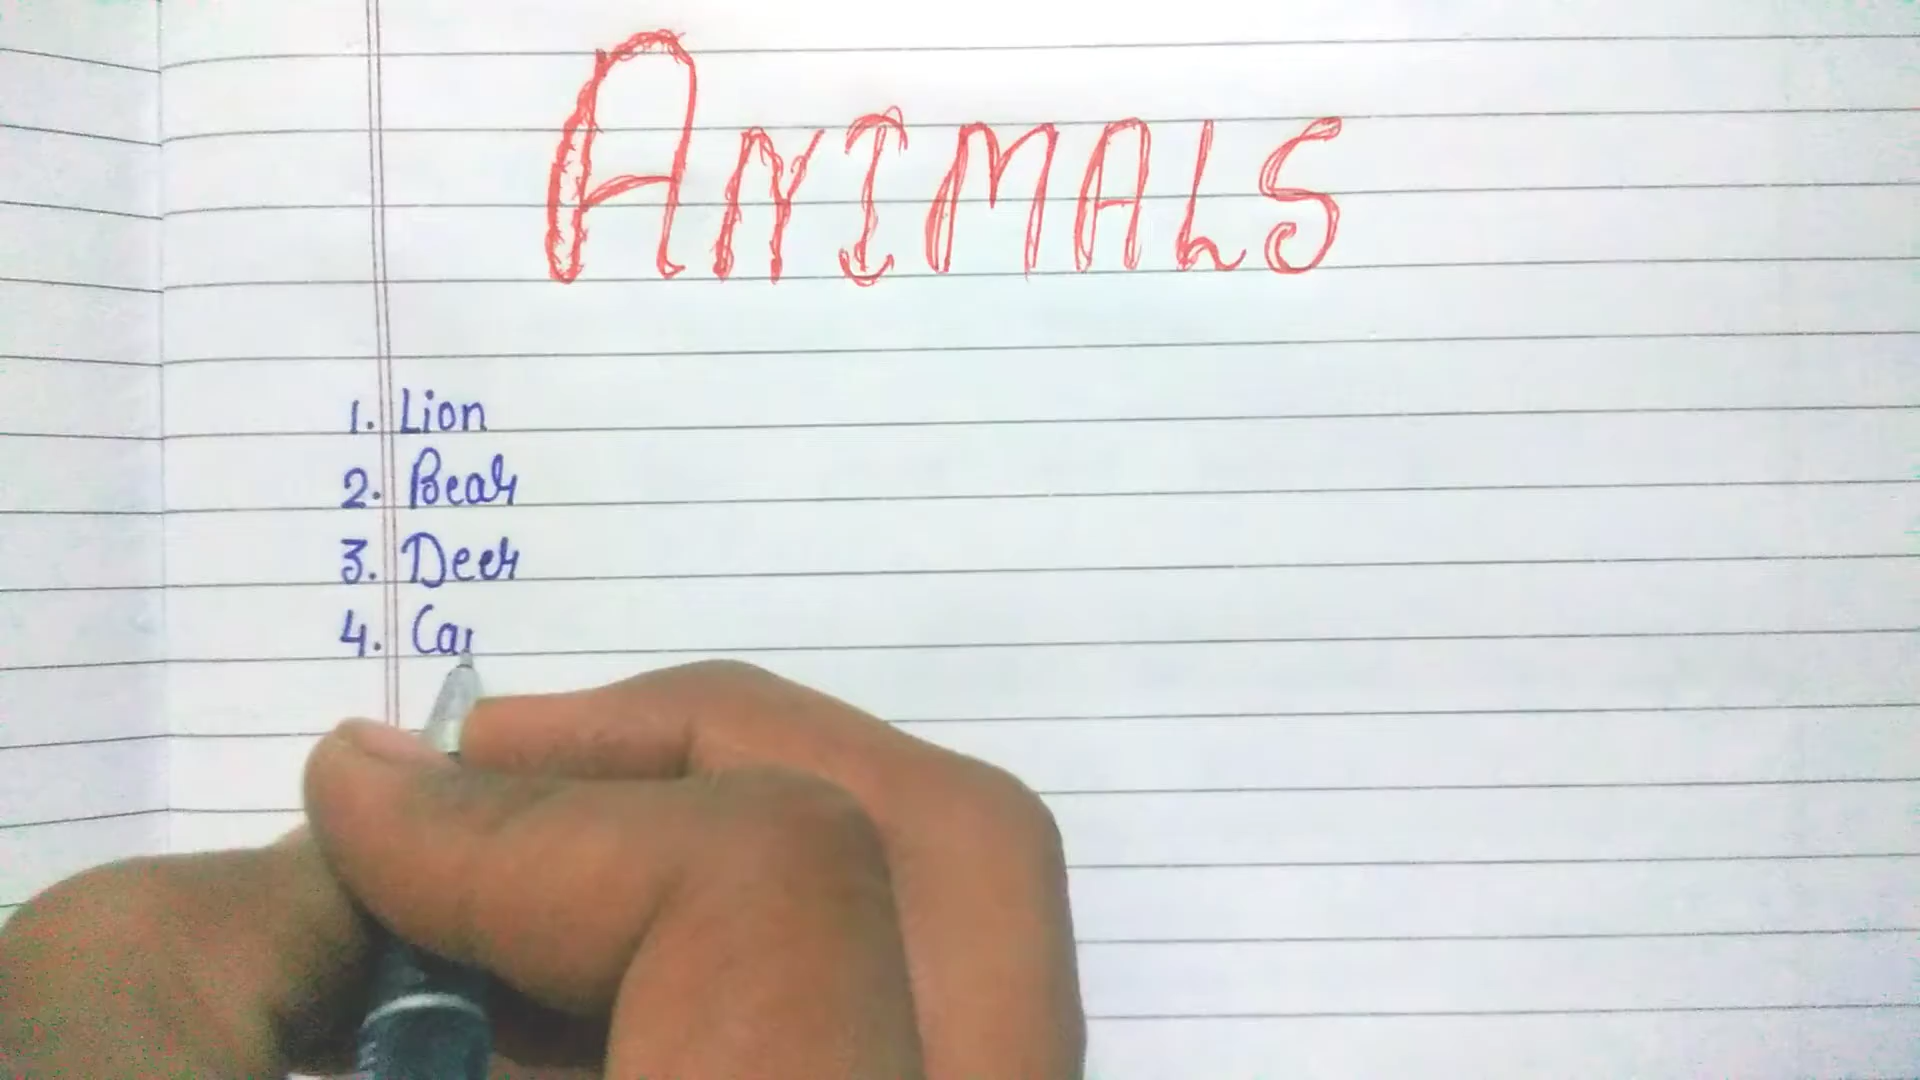 ANIMALS
1. Lion
2. Bear
3. Deer
4. Ca